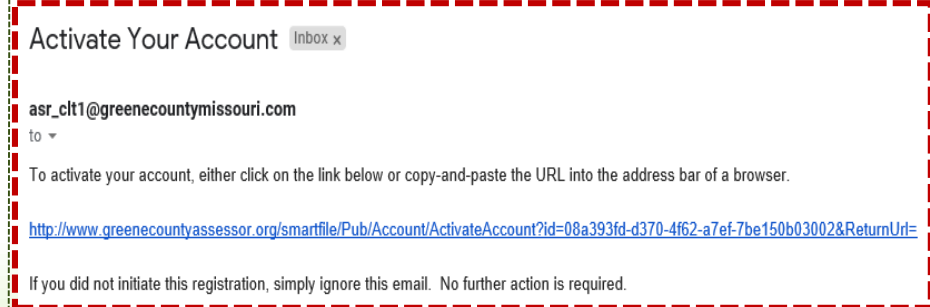 Activate Your Account Inbox x
asr_clt1@greenecountymissouri.com
to
To activate your account, either click on the link below or copy-and-paste the URL into the address bar of a browser.
http://www.greenecountyassessor.org/smartfile/Pub/Account/ActivateAccount?id=08a393fd-d370-4f62-a7ef-7be150b03002&ReturnUrl=
If you did not initiate this registration, simply ignore this email.  No further action is required.